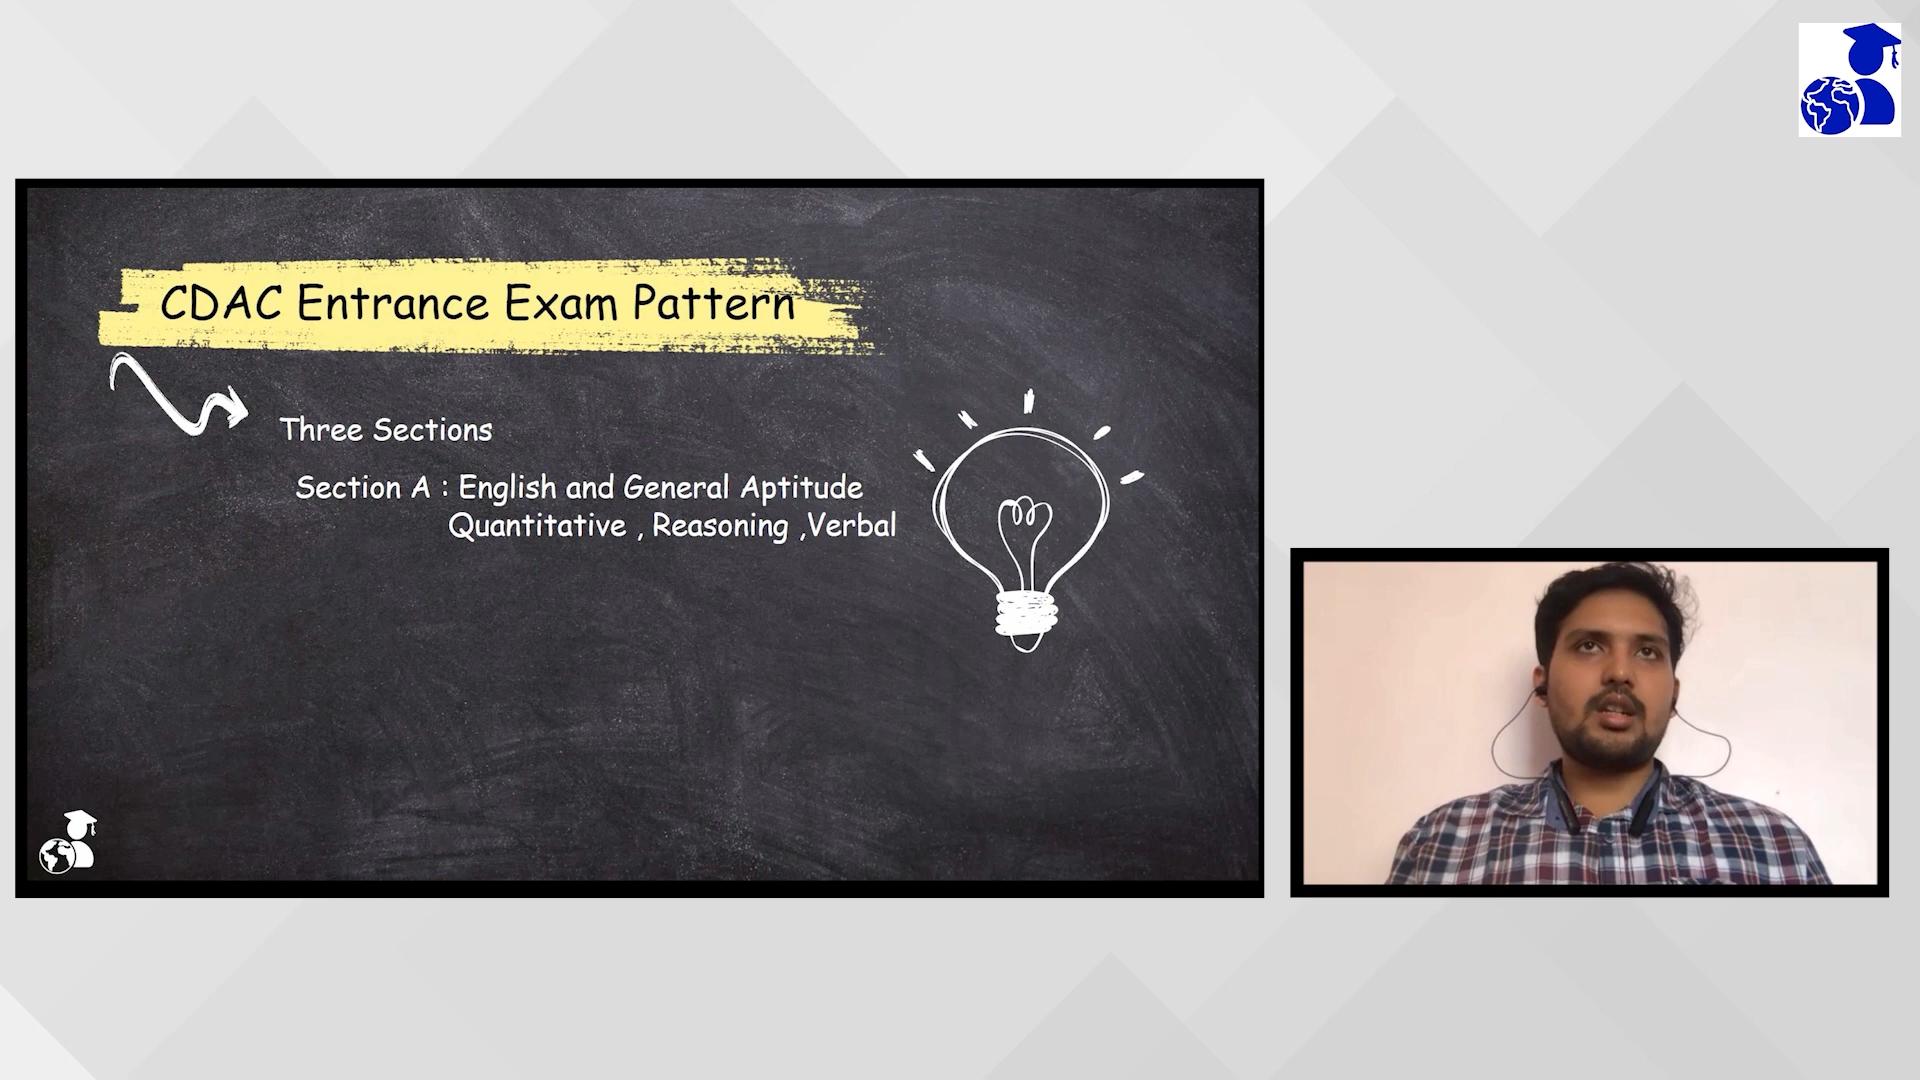 CDAC Entrance Exam Pattern
Three Sections
Section A : English and General Aptitude
Quantitative , Reasoning ,Verbal